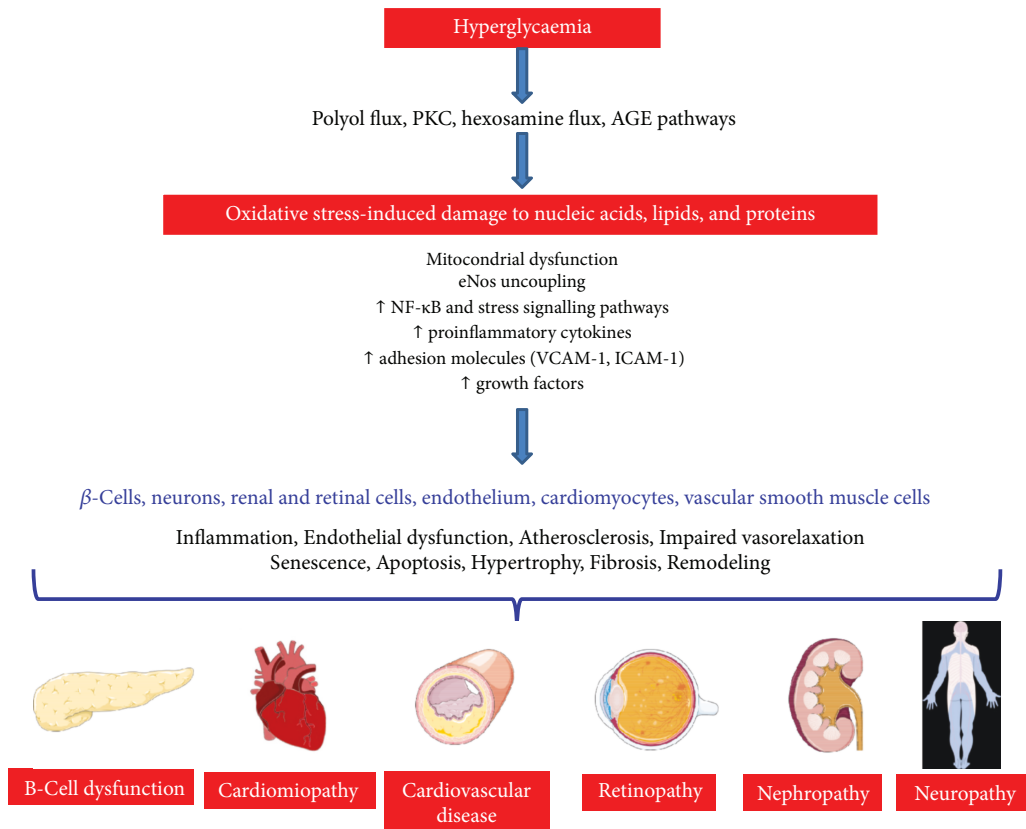 Hyperglycaemia
Polyol flux, PKC, hexosamine flux, AGE pathways
Oxidative stress-induced damage to nucleic acids, lipids, and proteins
Mitocondrial dysfunction
eNos uncoupling
↑ NF-κB and stress signalling pathways
↑ proinflammatory cytokines
↑ adhesion molecules (VCAM-1, ICAM-1)
↑ growth factors
β-Cells, neurons, renal and retinal cells, endothelium, cardiomyocytes, vascular smooth muscle cells
Inflammation, Endothelial dysfunction, Atherosclerosis, Impaired vasorelaxation
Senescence, Apoptosis, Hypertrophy, Fibrosis, Remodeling
B-Cell dysfunction
Cardiomiopathy
Cardiovascular
disease
Retinopathy
Nephropathy
Neuropathy